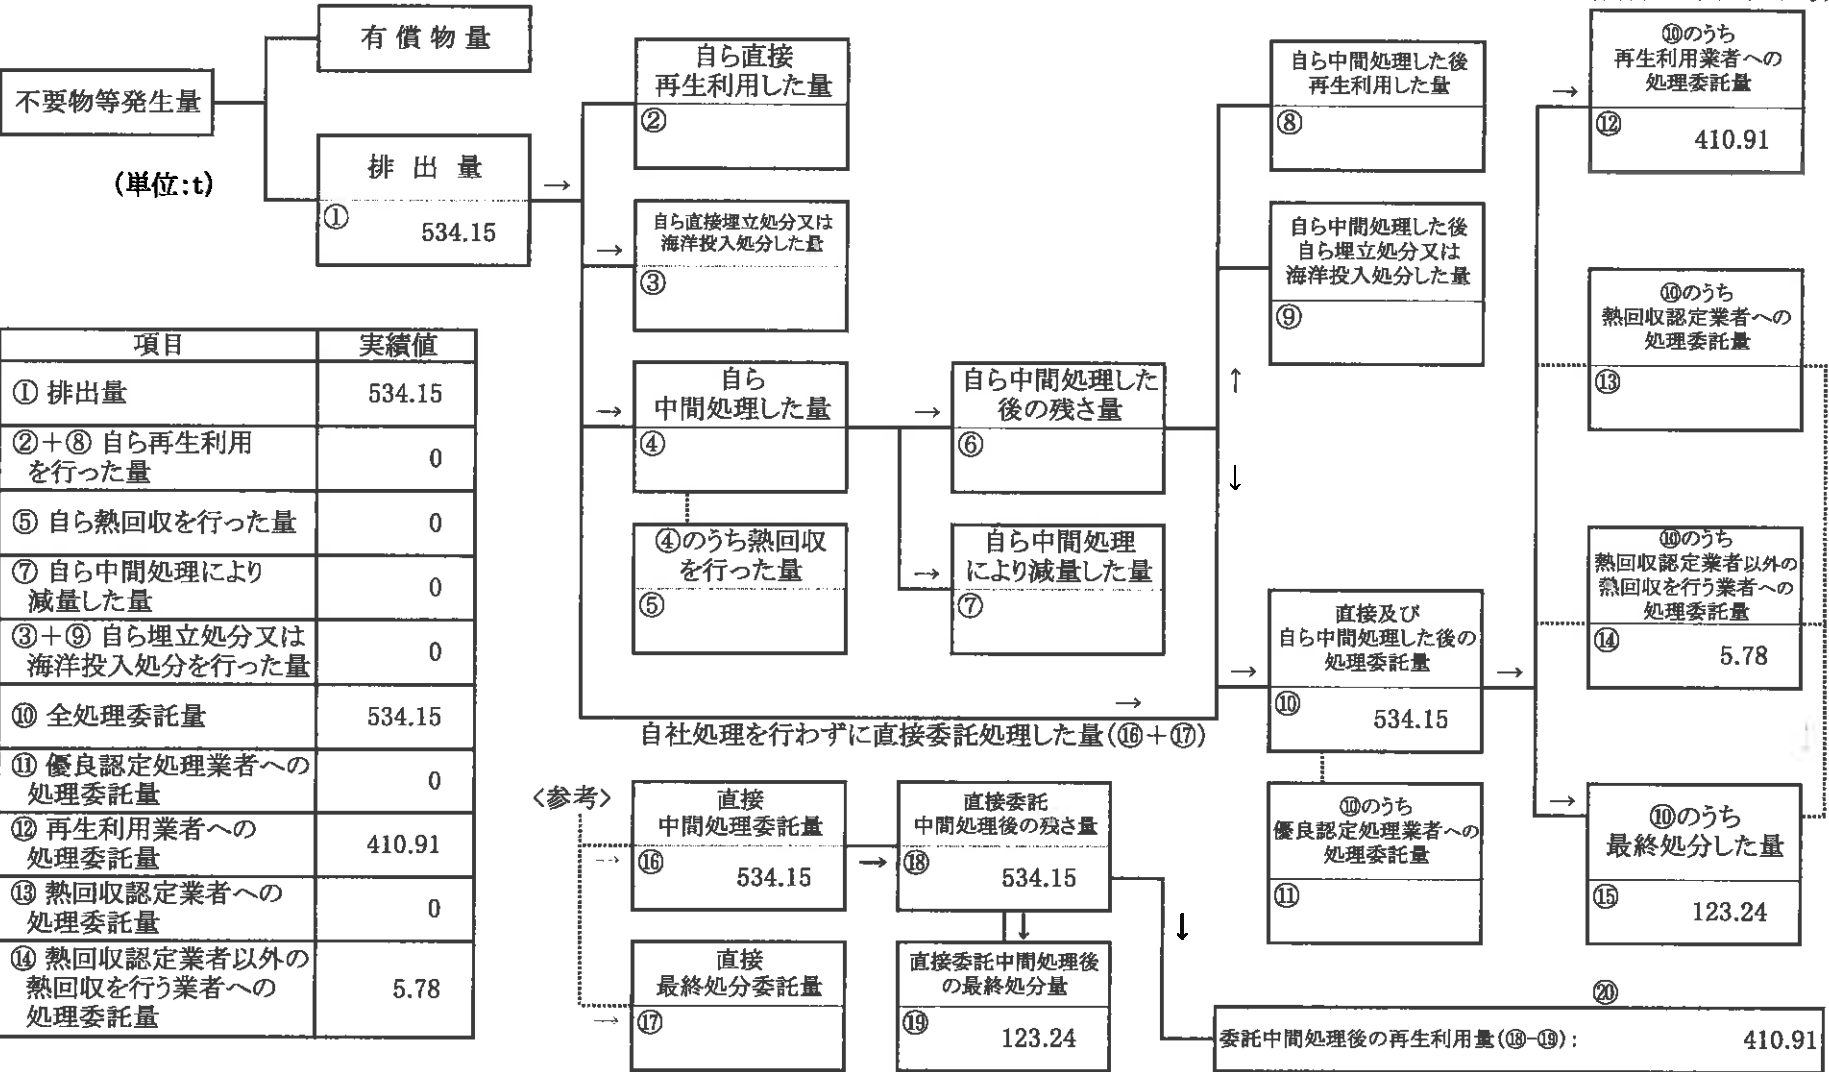 不要物等発生量
有 償 物 量
(単位:t)
排 出 量
①
534.15
→
自ら直接
再生利用した量
②
→
自ら直接埋立処分又は
海洋投入処分した量
③
→
自ら
中間処理した量
④
④のうち熱回収
を行った量
⑤
→
自ら中間処理した
後の残さ量
⑥
→
自ら中間処理
により減量した量
⑦
自ら中間処理した後
再生利用した量
⑧
自ら中間処理した後
自ら埋立処分又は
海洋投入処分した量
⑨
↑
↓
→
→
自社処理を行わずに直接委託処理した量(⑯+⑰)
直接及び
自ら中間処理した後の
処理委託量
⑩
534.15
→
⑩のうち
優良認定処理業者への
処理委託量
⑪
→
⑩のうち
再生利用業者への
処理委託量
⑫
410.91
⑩のうち
熱回収認定業者への
処理委託量
⑬
⑩のうち
熱回収認定業者以外の
熱回収を行う業者への
処理委託量
⑭
5.78
→
⑩のうち
最終処分した量
⑮
123.24
項目 実績値
① 排出量 534.15
②+⑧ 自ら再生利用
を行った量 0
⑤ 自ら熱回収を行った量 0
⑦ 自ら中間処理により
減量した量 0
③+⑨ 自ら埋立処分又は
海洋投入処分を行った量 0
⑩ 全処理委託量 534.15
⑪ 優良認定処理業者への
処理委託量 0
⑫ 再生利用業者への
処理委託量 410.91
⑬ 熱回収認定業者への
処理委託量 0
⑭ 熱回収認定業者以外の
熱回収を行う業者への
処理委託量 5.78
<参考>
→
直接
中間処理委託量
⑯
534.15
→
直接委託
中間処理後の残さ量
⑱
534.15
→
直接
最終処分委託量
⑰
↓
直接委託中間処理後
の最終処分量
⑲
123.24
↓
⑳
委託中間処理後の再生利用量(⑱-⑲): 410.91